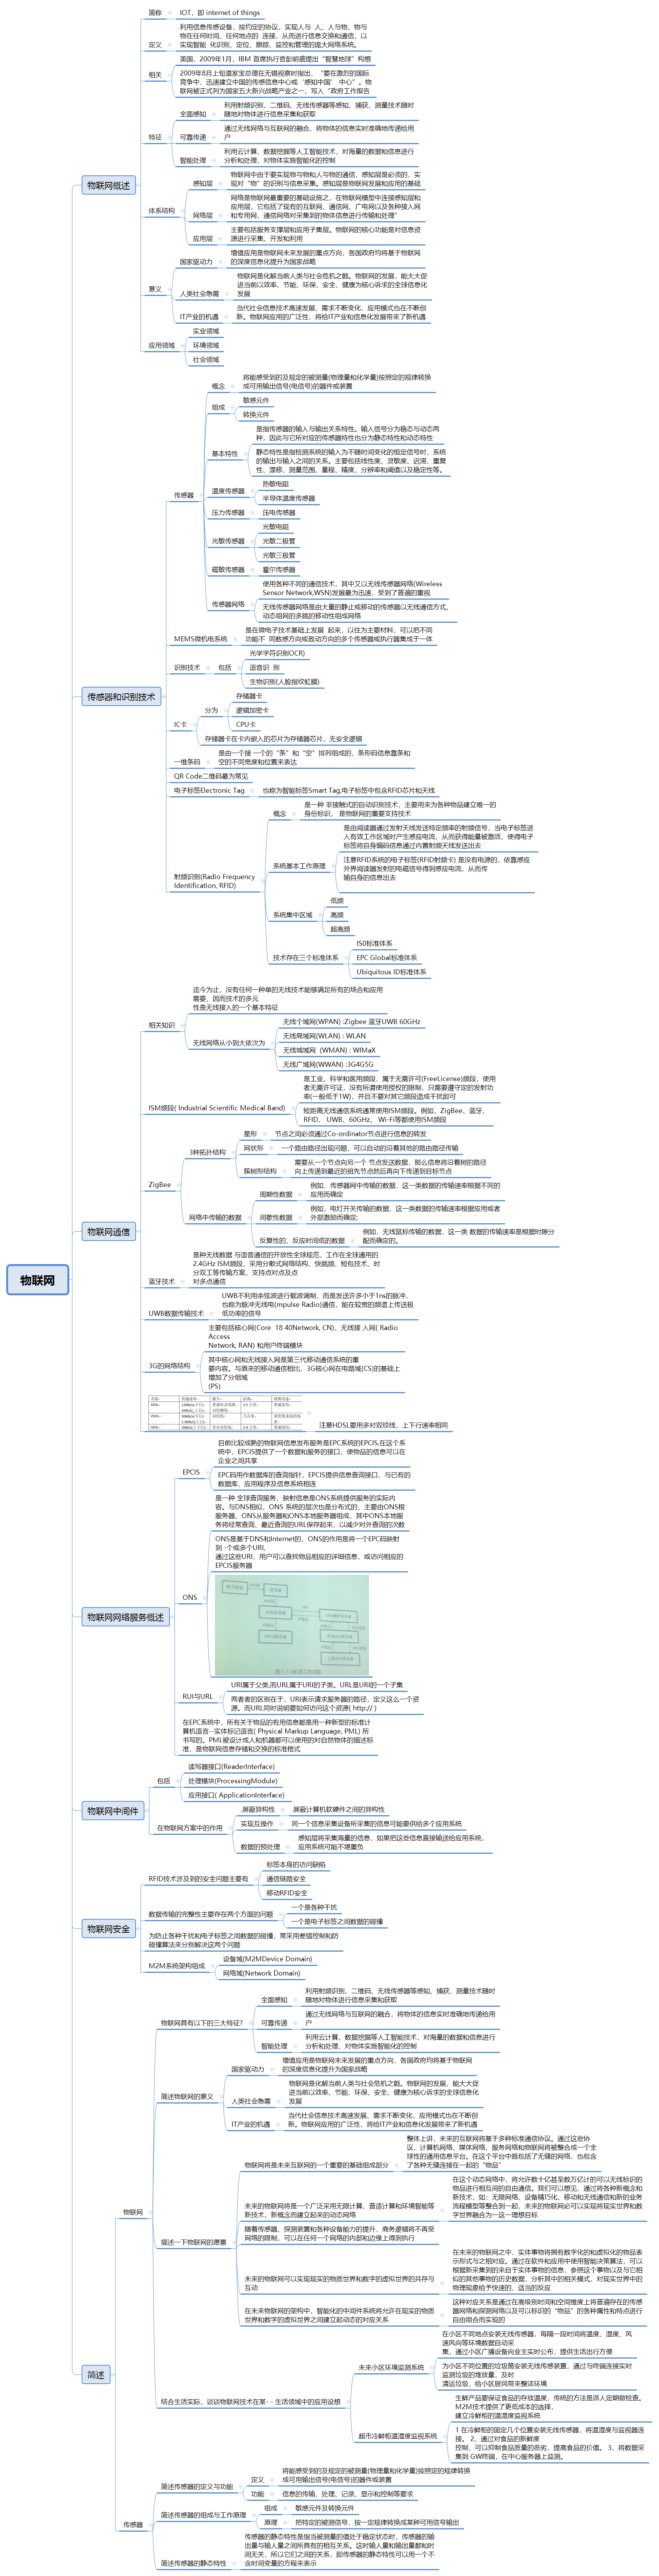 物联网
物联网概述
简称
IOT，即 internet of things
定义
利用信息传感设备，按约定的协议，实现人与 人、人与物、物与
物在任何时间、任何地点的 连接，从而进行信息交换和通信，以
实现智能 化识别、定位、跟踪、监控和管理的庞大网络系统。
相关
美国，2009年1月，IBM 首席执行官彭明盛提出“智慧地球”构想
2009年8月上旬温家宝总理在无锡视察时指出，“要在激烈的国际
竞争中，迅速建立中国的传感信息中心或‘感知中国’中心”。物
联网被正式列为国家五大新兴战略产业之一，写入“政府工作报告
特征
全面感知
利用射频识别、二维码、无线传感器等感知、捕获、测量技术随时
随地对物体进行信息采集和获取
可靠传递
通过无线网络与互联网的融合，将物体的信息实时准确地传递给用
户
智能处理
利用云计算、数据挖掘等人工智能技术，对海量的数据和信息进行
分析和处理，对物体实施智能化的控制
体系结构
感知层
物联网中由于要实现物与物和人与物的通信，感知层是必须的，实
现对“物”的识别与信息采集。感知层是物联网发展和应用的基础
网络层
网络是物联网最重要的基础设施之，在物联网模型中连接感知层和
应用层，它包括了现有的互联网、通信网、广电网以及各种接入网
和专用网，通信网络对采集到的物体信息进行传输和处理”
应用层
主要包括服务支撑层和应用子集层。物联网的核心功能是对信息资
源进行采集、开发和利用
意义
国家驱动力
增值应用是物联网未来发展的重点方向，各国政府均将基于物联网
的深度信息化提升为国家战略
人类社会急需
物联网是化解当前人类与社会危机之戟。物联网的发展，能大大促
进当前以效率、节能、环保、安全、健康为核心诉求的全球信息化
发展
IT产业的机遇
当代社会信息技术高速发展，需求不断变化，应用模式也在不断创
新。物联网应用的广泛性，将给IT产业和信息化发展带来了新机遇
应用领域
实业领域
环境领域
社会领域
传感器和识别技术
传感器
概念
将能感受到的及规定的被测量(物理量和化学量)按照定的规律转换
成可用输出信号(电信号)的器件或装置
组成
敏感元件
转换元件
基本特性
是指传感器的输入与输出关系特性。输入信号分为稳态与动态两
种，因此与它所对应的传感器特性也分为静态特性和动态特性
静态特性是指检测系统的输入为不随时间变化的恒定信号时，系统
的输出与输入之间的关系。主要包括线性度、灵敏度、迟滞、重复
性、漂移、测量范围、量程、精度、分辨率和阈值以及稳定性等。
温度传感器
热敏电阻
半导体温度传感器
压力传感器
压电传感器
光敏传感器
光敏电阻
光敏二极管
光敏三极管
磁敏传感器
霍尔传感器
传感器网络
使用各种不同的通信技术，其中又以无线传感器网络(Wireless
Sensor Network,WSN)发展最为迅速，受到了普遍的重视
无线传感器网络是由大量的静止或移动的传感器以无线通信方式，
动态组网的多跳的移动性组成网络
MEMS微机电系统
是在微电子技术基础上发展 起来，以住为主要材料，可以把不同
功能不 同数感方向或致动方向的多个传感器或执行器集成于一体
识别技术
包括
光学字符识别OCR)
语音识 别
生物识别(人脸指纹虹膜)
IC卡
分为
存储器卡
逻辑加密卡
CPU卡
存储器卡在卡内嵌入的芯片为存储器芯片，无安全逻辑
一维条码
是由一个接 一个的“条”和“空”排列组成的，条形码信息靠条和
空的不同宽度和位置来表达
QR Code二维码最为常见
电子标签Electronic Tag
也称为智能标签Smart Tag,电子标签中包含RFID芯片和天线
射频识别(Radio Frequency
Identification, RFID)
概念
是一种 非接触式的自动识别技术，主要用来为各种物品建立唯一的
身份标识，是物联网的重要支持技术
系统基本工作原理
是由阅读器通过发射天线发送特定频率的射频信号，当电子标签进
入有效工作区域时产生感应电流，从而获得能量被激活，使得电子
标签将自身编码信息通过内置射频天线发送出去
注意RFID系统的电子标签(RFID射频卡) 是没有电源的，依靠感应
外界阅读器发射的电磁信号得到感应电流，从而传
输自身的信息出去
系统集中区域
低频
高频
超高频
技术存在三个标准体系
IS0标准体系
EPC Global标准体系
Ubiquitous ID标准体系
物联网通信
相关知识
迄今为止，没有任何一种单的无线技术能够满足所有的场合和应用
需要，因而技术的多元
性是无线接入的一个基本特征
无线网络从小到大依次为
无线个域网(WPAN) :Zigbee 蓝牙UWB 60GHz
无线局域网(WLAN) : WLAN
无线城域网 (WMAN) : WIMaX
无线广域网(WWAN) :3G4G5G
ISM频段( Industrial Scientific Medical Band)
是工业、科学和医用频段，属于无需许可(FreeLicense)频段，使用
者无需许可证，没有所谓使用授权的限制，只需要遵守定的发射功
率(一般低于1W)，并且不要对其它频段造成干扰即可
短距离无线通信系统通常使用ISM频段。例如，ZigBee、蓝牙、
RFID、 UWB、60GHz、 Wi-Fi等都使用ISM频段
ZigBee
3种拓扑结构
星形
节点之间必须通过Co-ordinator节点进行信息的转发
网状形
一个路由路径出现问题，可以自动的沿着其他的路由路径传输
簇树形结构
需要从一个节点向另一个 节点发送数据，那么信息将沿着树的路径
向上传递到最近的祖先节点然后再向下传递到目标节点
网络中传输的数据
周期性数据
例如，传感器网中传输的数据，这一类数据的传输速率根据不同的
应用而确定
间歇性数据
例如，电灯开关传输的数据，这一类数据的传输速率根据应用或者
外部激励而确定;
反复性的、反应时间低的数据
例如，无线鼠标传输的数据，这一类 数据的传输速率是根据时隙分
配而确定的。
蓝牙技术
是种无线数据 与语音通信的开放性全球规范，工作在全球通用的
2.4GHz ISM频段，采用分散式网络结构、快跳频、短包技术、时
分双工等传输方案，支持点对点及点
对多点通信
UWB数据传输技术
UWB不利用余弦波进行载波调制，而是发送许多小于1ns的脉冲，
也称为脉冲无线电(mpulse Radio)通信，能在较宽的频谱上传送极
低功率的信号
3G的网络结构
主要包括核心网(Core 18 40Network, CN)、无线接 入网( Radio
Access
Network, RAN) 和用户终端模块
其中核心网和无线接入网是第三代移动通信系统的重
要内容。与原来的移动通信相比，3G核心网在电路域(CS)的基础上
增加了分组域
(PS)
注意HDSL要用多对双绞线，上下行速率相同
物联网网络服务概述
EPCIS
目前比较成熟的物联网信息发布服务是EPC系统的EPCIS,在这个系
统中，EPCIS提供了一个数据和服务的接口，使物品的信息可以在
企业之间共享
EPC码用作数据库的查询指针，EPCIS提供信息查询接口，与已有的
数据库、应用程序及信息系统相连
ONS
是一种 全球查询服务，映射信息是ONS系统提供服务的实际内
容。与DNS相似，ONS 系统的层次也是分布式的，主要由ONS根
服务器、ONS从服务器和ONS本地服务器组成，其中ONS本地服
务将经常查询、最近查询的URL保存起来，以减少对外查询的次数
ONS是基于DNS和Internet的，ONS的作用是将一个EPC码映射
到 -个或多个URI,
通过这些URI，用户可以查找物品相应的详细信息，或访问相应的
EPCIS服务器
RUI与URL
URI属于父类,而URL属于URI的子类。URL是URI的一个子集
两者者的区别在于，URI表示请求服务器的路径，定义这么一个资
源。而URL同时说明要如何访问这个资源( http:// )
在EPC系统中，所有关于物品的有用信息都是用一种新型的标准计
算机语言--实体标记语言( Physical Markup Language, PML) 所
书写的。PML被设计成人和机器都可以使用的对自然物体的描述标
准，是物联网信息存储和交换的标准格式
物联网中间件
包括
读写器接口(ReaderInterface)
处理模块(ProcessingModule)
应用接口( ApplicationInterface)
在物联网方案中的作用
.屏蔽异构性
屏蔽计算机软硬件之间的异构性
实现互操作
同一个信息采集设备所采集的信息可能要供给多个应用系统
数据的预处理
感知层将采集海量的信息，如果把这些信息直接输送给应用系统，
应用系统可能不堪重负
物联网安全
RFID技术涉及到的安全问题主要有
标签本身的访问缺陷
通信链路安全
移动RFID安全
数据传输的完整性主要存在两个方面的问题
一个是各种干扰
一个是电子标签之间数据的碰撞
为防止各种干扰和电子标签之间数据的碰撞，常采用差错控制和防
碰撞算法来分别解决这两个问题
M2M系统架构组成
设备域(M2MDevice Domain)
网络域(Network Domain)
简述
物联网
物联网具有以下的三大特征?
全面感知
利用射频识别、二维码、无线传感器等感知、捕获、测量技术随时
随地对物体进行信息采集和获取
可靠传递
通过无线网络与互联网的融合，将物体的信息实时准确地传递给用
户
智能处理
利用云计算、数据挖掘等人工智能技术，对海量的数据和信息进行
分析和处理，对物体实施智能化的控制
简述物联网的意义
国家驱动力
增值应用是物联网未来发展的重点方向，各国政府均将基于物联网
的深度信息化提升为国家战略
人类社会急需
物联网是化解当前人类与社会危机之戟。物联网的发展，能大大促
进当前以效率、节能、环保、安全、健康为核心诉求的全球信息化
发展
IT产业的机遇
当代社会信息技术高速发展、需求不断变化，应用模式也在不断创
新。物联网应用的广泛性，将给IT产业和信息化发展带来了新机遇
描述一下物联网的愿景
物联网将是未来互联网的一个重要的基础组成部分
整体上讲，未来的互联网将基于多种标准通信协议。通过这些协
议，计算机网络、媒体网络、服务网络和物联网将被整合成一个全
球性的通用信息平台。在这个平台中既包括了无缝的网络，也包含
了各种无缝连接在一起的“物品”
未来的物联网将是一个广泛采用无限计算、普适计算和环境智能等
新技术、新概念而建立起来的动态网络
在这个动态网络中，将允许数十亿甚至数万亿计的可以无线标识的
物品进行相互间的自由通信。我们可以想见，通过将各种新概念和
新技术，如：无限网络、设备精巧化、移动和无线通信和新的业务
流程模型等整合到一起，未来的物联网必可以实现将现实世界和数
字世界融合为一这一理想目标
随着传感器、探测装置和各种设备能力的提升，商务逻辑将不再受
网络的限制，可以在任何一个网络的内部和边缘上得到执行
未来的物联网可以实现现实的物质世界和数字的虚拟世界的共存与
互动
在未来的物联网之中，实体事物将拥有数字化的和虚拟化的物品表
示形式与之相对应。通过在软件和应用中使用智能决策算法，可以
根据新采集到的来自于实体事物的信息，参照这个事物以及与它相
似的其他事物的历史数据，分析其中的相关模式，对现实世界中的
物理现象给予快速的、适当的反应
在未来物联网的架构中，智能化的中间件系统将允许在现实的物质
世界和数字的虚拟世界之间建立起动态的对应关系
这种对应关系是通过在高级别时间和空间维度上将普遍存在的传感
器网络和探测网络以及可以标识的“物品”的各种属性和特点进行
自由组合而实现的
结合生活实际，谈谈物联网技术在某-﹣生活领域中的应用设想
未来小区环境监测系统
在小区不同地点安装无线传感器，每隔一段时间将温度、湿度、风
速风向等环境数据自动采
集，通过小区广播设备向业主实时公布，提供生活出行方便
为小区不同位置的垃圾筒安装无线传感装置，通过与终端连接实时
监测垃圾的堆放量，及时
清运垃圾，给小区居民带来整洁环境
超市冷鲜柜温湿度监视系统
生鲜产品要保证食品的存放温度，传统的方法是派人定期做检查。
M2M技术提供了更低成本的选择，
建立冷鲜柜的温湿度监视系统
1 在冷鲜柜的固定几个位置安装无线传感器，将温湿度与监视器连
接。 2、通过对食品的新鲜度
控制，可以抑制食品质量的恶劣，提高食品的价值。 3、将数据采
集到 GW终端，在中心服务器上监测。
传感器
简述传感器的定义与功能
定义
将能感受到的及规定的被测量(物理量和化学量)按照定的规律转换
成可用输出信号(电信号)的器件或装置
功能
信息的传输、处理、记录、显示和控制等要求
简述传感器的组成与工作原理
组成
敏感元件及转换元件
原理
把特定的被测信号，按一定规律转换成某种可用信号输出
简述传感器的静态特性
传感器的静态特性是指当被测量的值处于稳定状态时，传感器的输
出量与输入量之间所具有的相互关系。这时输人量和输出量都和时
间无关，所以它们之间的关系，即传感器的静态特性可以用一个不
含时间变量的方程来表示